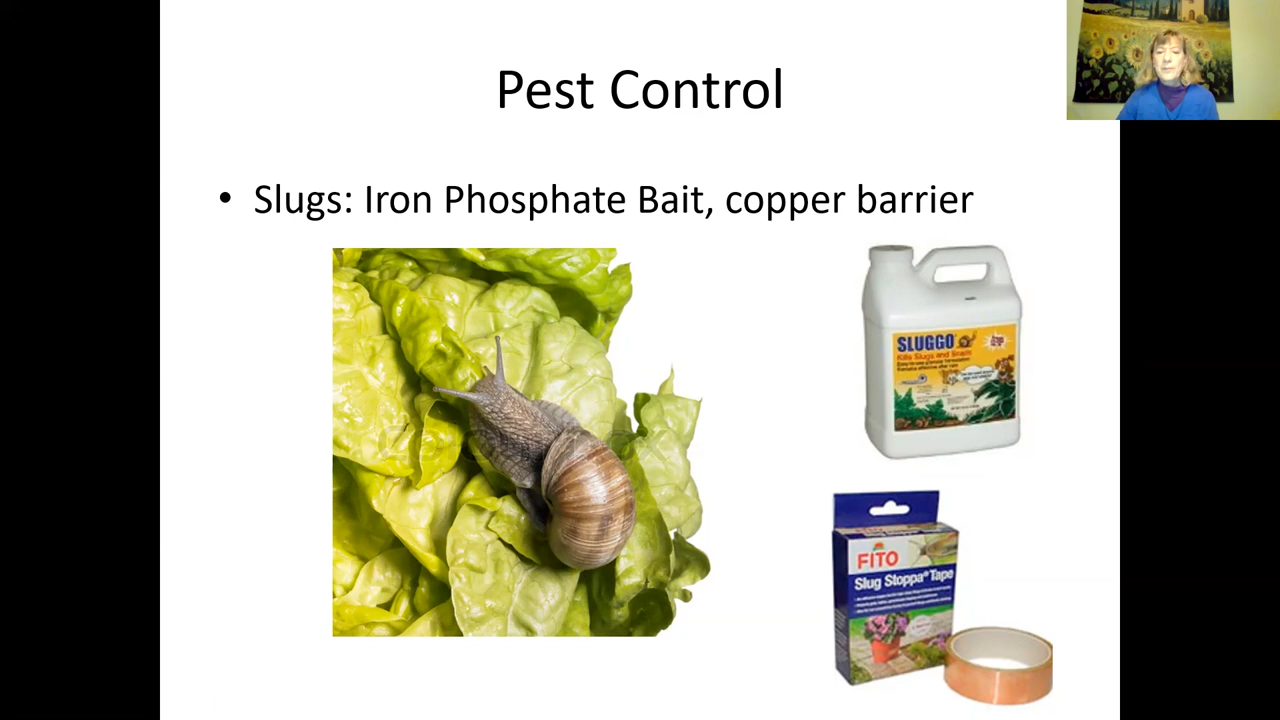 Pest Control
• Slugs: Iron Phosphate Bait, copper barrier
SLUGGO
Kills Slugs and Snails
FITO
Slug Stoppa® Tape